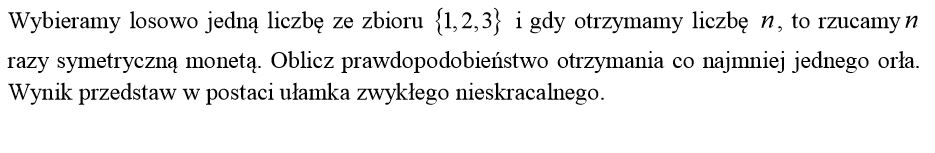 Wybieramy losowo jedną liczbę ze zbioru {1,2,3} i gdy otrzymamy liczbę n, to rzucamy n
razy symetryczną monetą. Oblicz prawdopodobieństwo otrzymania co najmniej jednego orła.
Wynik przedstaw w postaci ułamka zwykłego nieskracalnego.